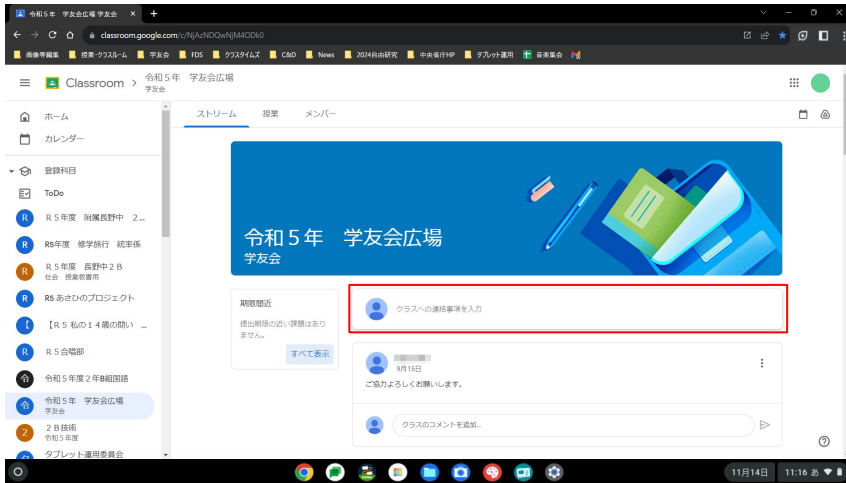 令和5年 学友会広場 学友会
classroom.google.com/c/NjAzNDQwNjM4ODk0
画像等編集
授業・クラスルーム
学友会
FDS
クラスタイムズ
C&D
News
2024自由研究
中央省庁HP
タブレット運用
音楽集会
Classroom > 令和5年 学友会広場
学友会
ホーム
カレンダー
登録科目
ToDo
R R5年度 附属長野中 2...
R R5年度 修学旅行 統率係
R R5年度 長野中2B
社会 授業板書用
R R5 あさひのプロジェクト
【 【R5 私の14歳の問い ...
R R5合唱部
令 令和5年度2年B組国語
令 令和5年 学友会広場
学友会
2 2B技術
令和5年度
タブレット運用委員会
ストリーム 授業 メンバー
令和5年 学友会広場
学友会
期限間近
提出期限の近い課題はあり
ません。
すべて表示
クラスへの連絡事項を入力
9月15日
ご協力よろしくお願いします。
クラスのコメントを追加...
11月14日 11:16 あ